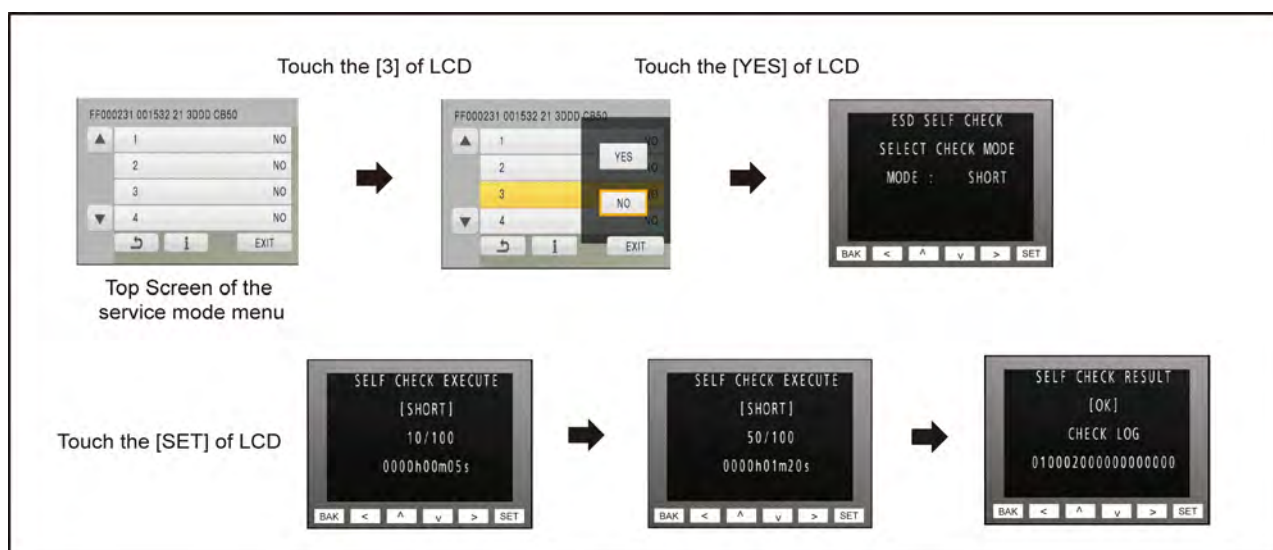 Touch the [3] of LCD
Touch the [YES] of LCD
FF000231 001532 21 3DDD CB50
1 NO
2 NO
3 NO
4 NO
EXIT
Top Screen of the
service mode menu
FF000231 001532 21 3DDD CB50
1 NO
2 NO
3 NO
4 NO
YES
NO
EXIT
ESD SELF CHECK
SELECT CHECK MODE
MODE : SHORT
BAK < ^ v > SET
Touch the [SET] of LCD
SELF CHECK EXECUTE
[SHORT]
10/100
0000h00m05s
BAK < ^ v > SET
SELF CHECK EXECUTE
[SHORT]
50/100
0000h01m20s
BAK < ^ v > SET
SELF CHECK RESULT
[OK]
CHECK LOG
010002000000000000
BAK < ^ v > SET